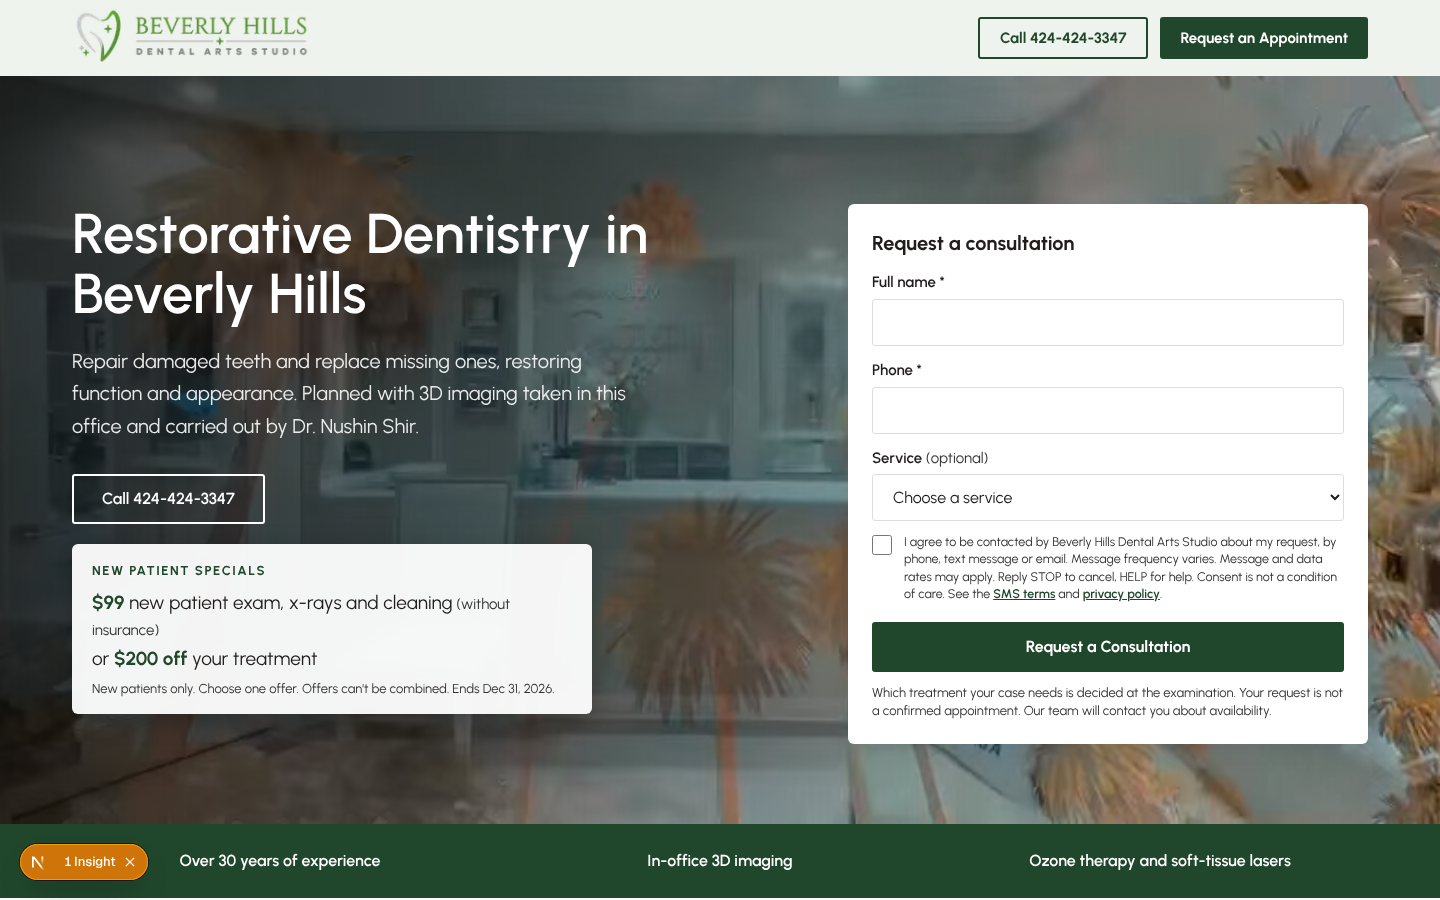 BEVERLY HILLS
DENTAL ARTS STUDIO
Call 424-424-3347
Request an Appointment
Restorative Dentistry in
Beverly Hills
Repair damaged teeth and replace missing ones, restoring
function and appearance. Planned with 3D imaging taken in this
office and carried out by Dr. Nushin Shir.
Call 424-424-3347
NEW PATIENT SPECIALS
$99 new patient exam, x-rays and cleaning (without
insurance)
or $200 off your treatment
New patients only. Choose one offer. Offers can't be combined. Ends Dec 31, 2026.
Request a consultation
Full name *
Phone *
Service (optional)
Choose a service
I agree to be contacted by Beverly Hills Dental Arts Studio about my request, by
phone, text message or email. Message frequency varies. Message and data
rates may apply. Reply STOP to cancel, HELP for help. Consent is not a condition
of care. See the SMS terms and privacy policy.
Request a Consultation
Which treatment your case needs is decided at the examination. Your request is not
a confirmed appointment. Our team will contact you about availability.
N 1 Insight
Over 30 years of experience
In-office 3D imaging
Ozone therapy and soft-tissue lasers